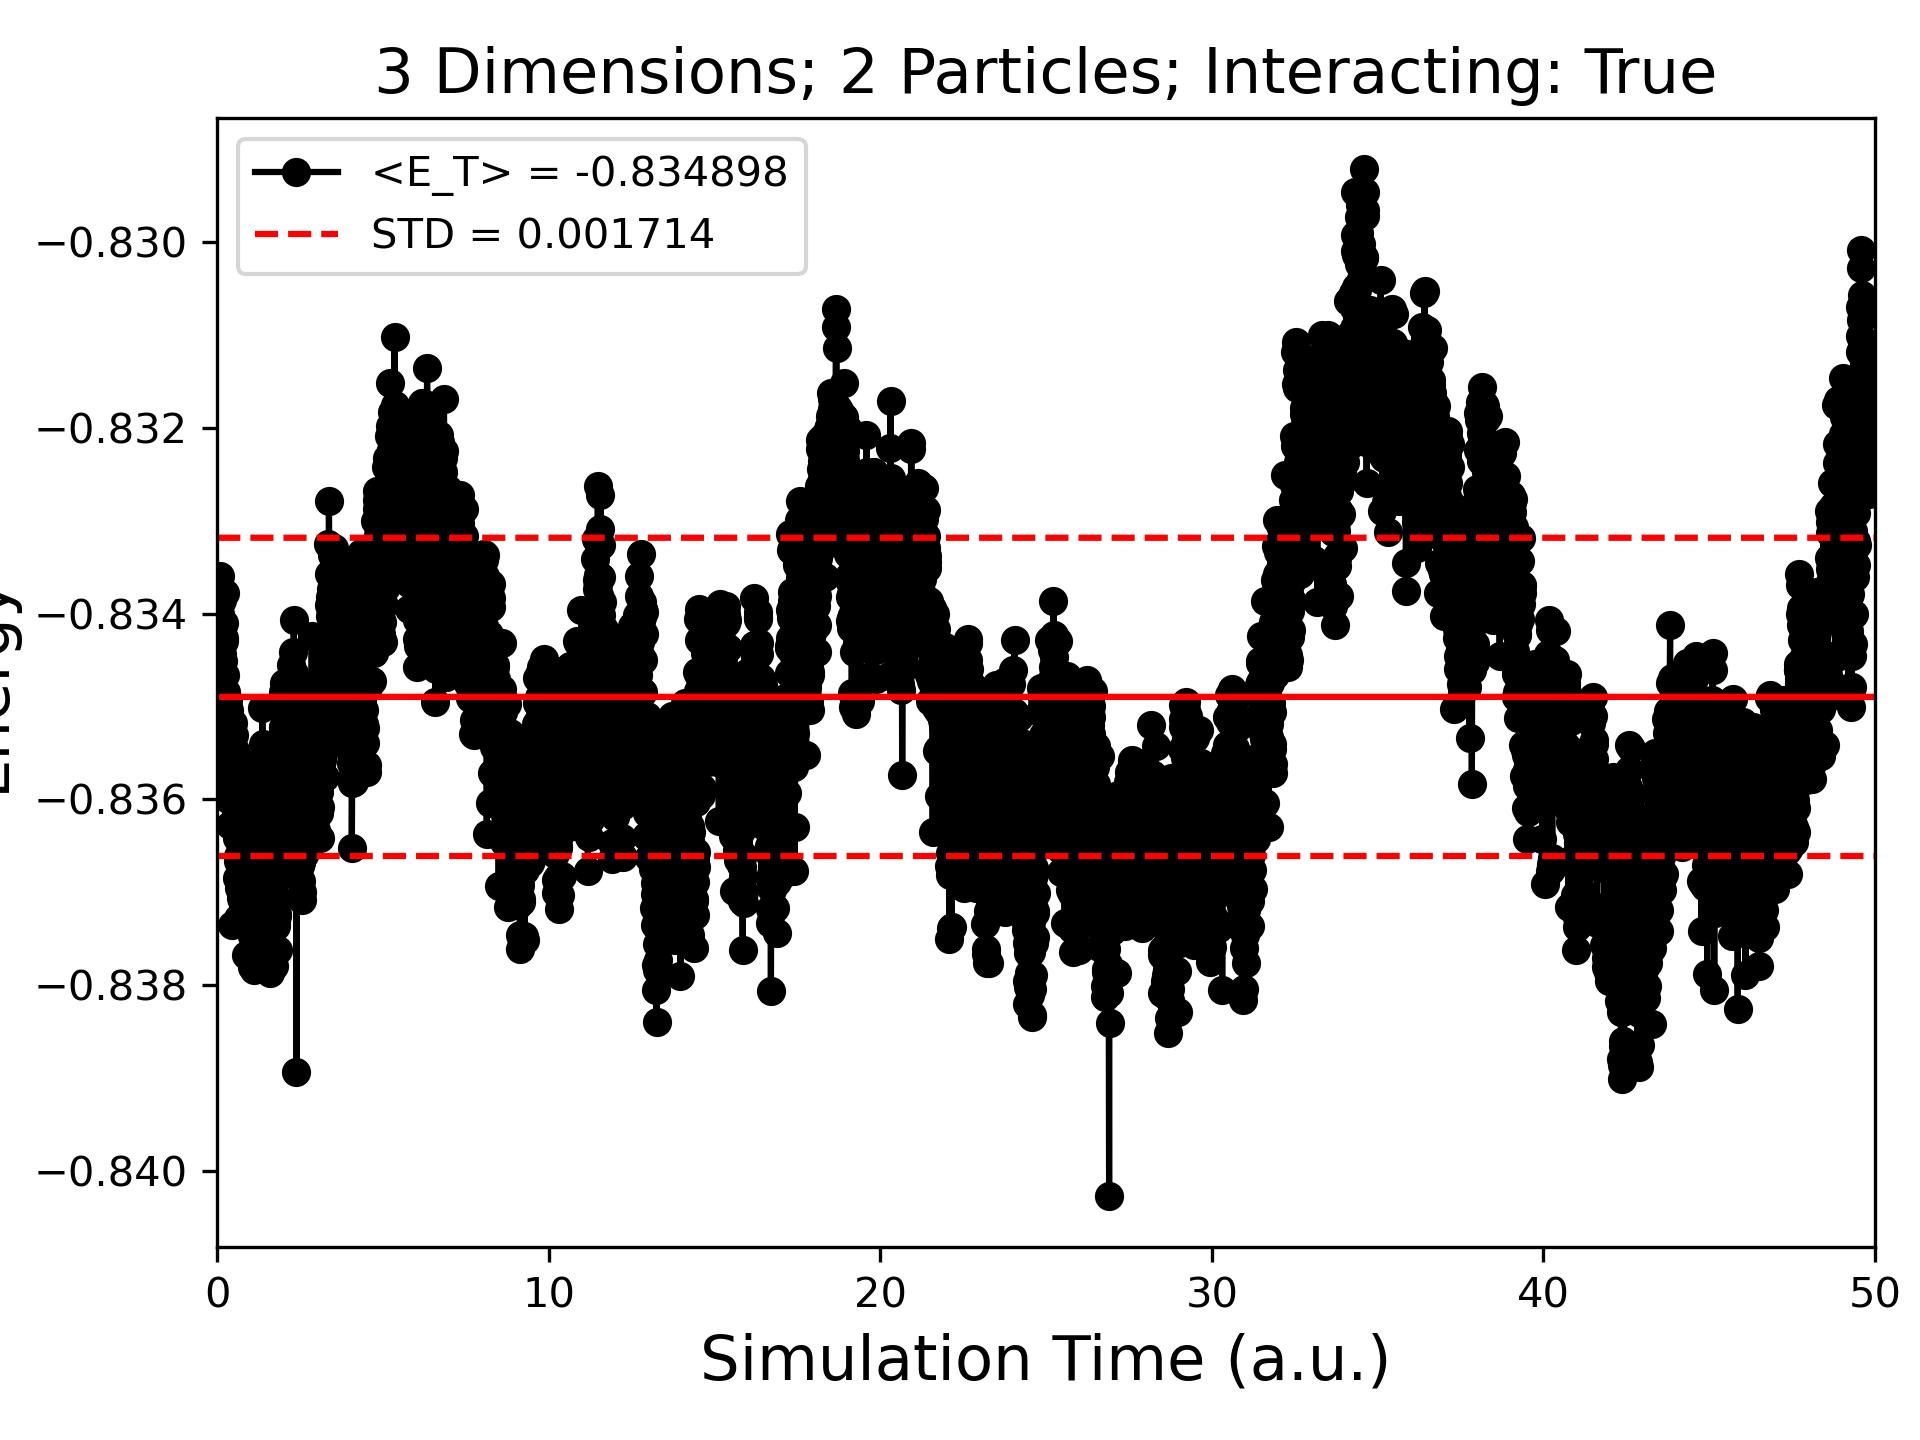 3 Dimensions; 2 Particles; Interacting: True
<E_T> = -0.834898
STD = 0.001714
−0.830
−0.832
−0.834
−0.836
−0.838
−0.840
Energy
0 10 20 30 40 50
Simulation Time (a.u.)